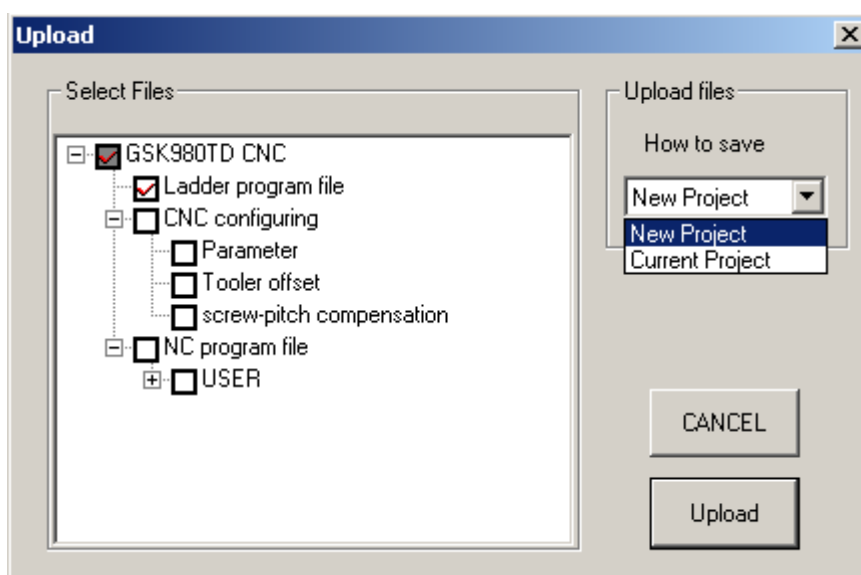 Upload
Select Files
GSK980TD CNC
Ladder program file
CNC configuring
Parameter
Tooler offset
screw-pitch compensation
NC program file
USER
Upload files
How to save
New Project
New Project
Current Project
CANCEL
Upload